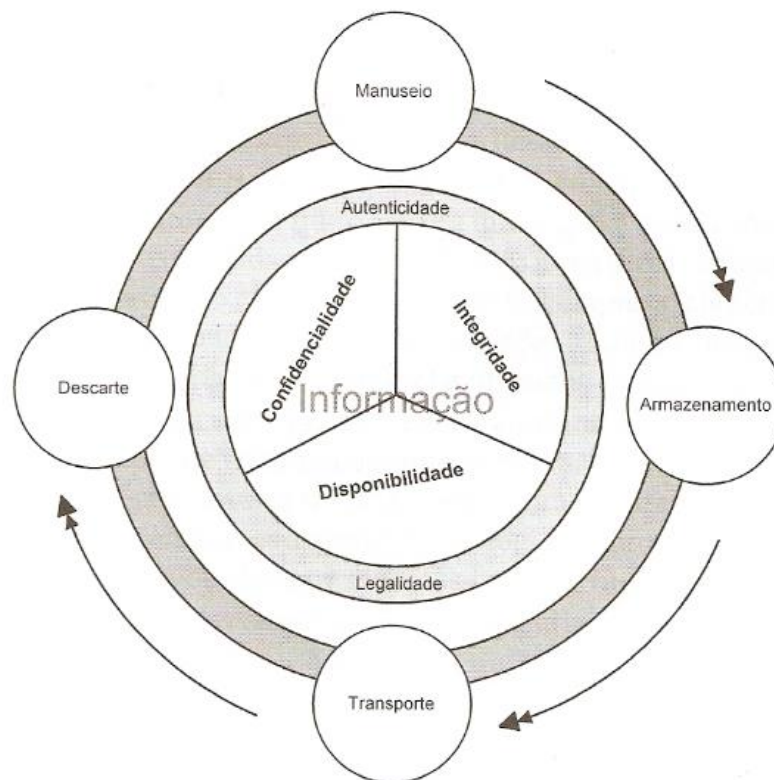 Manuseio
Autenticidade
Confidencialidade
Integridade
Informação
Descarte
Armazenamento
Disponibilidade
Legalidade
Transporte